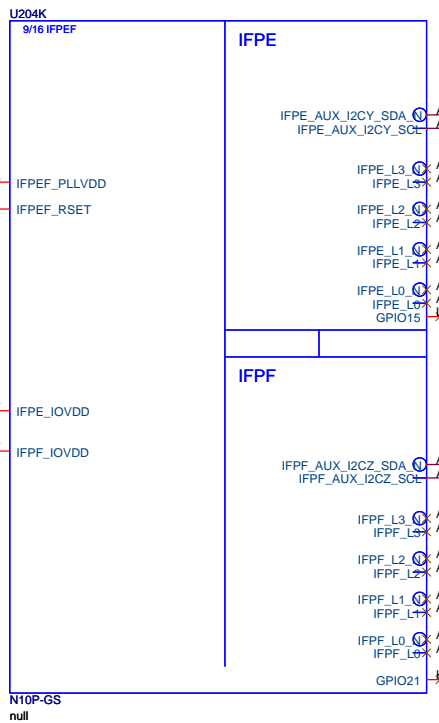 U204K
9/16 IFPEF
IFPE
IFPE_AUX_I2CY_SDA_N
IFPE_AUX_I2CY_SCL
IFPE_L3_N
IFPE_L3
IFPEF_PLLVDD
IFPEF_RSET
IFPE_L2_N
IFPE_L2
IFPE_L1_N
IFPE_L1
IFPE_L0_N
IFPE_L0
GPIO15
IFPF
IFPE_IOVDD
IFPF_IOVDD
IFPF_AUX_I2CZ_SDA_N
IFPF_AUX_I2CZ_SCL
IFPF_L3_N
IFPF_L3
IFPF_L2_N
IFPF_L2
IFPF_L1_N
IFPF_L1
IFPF_L0_N
IFPF_L0
GPIO21
N10P-GS
null